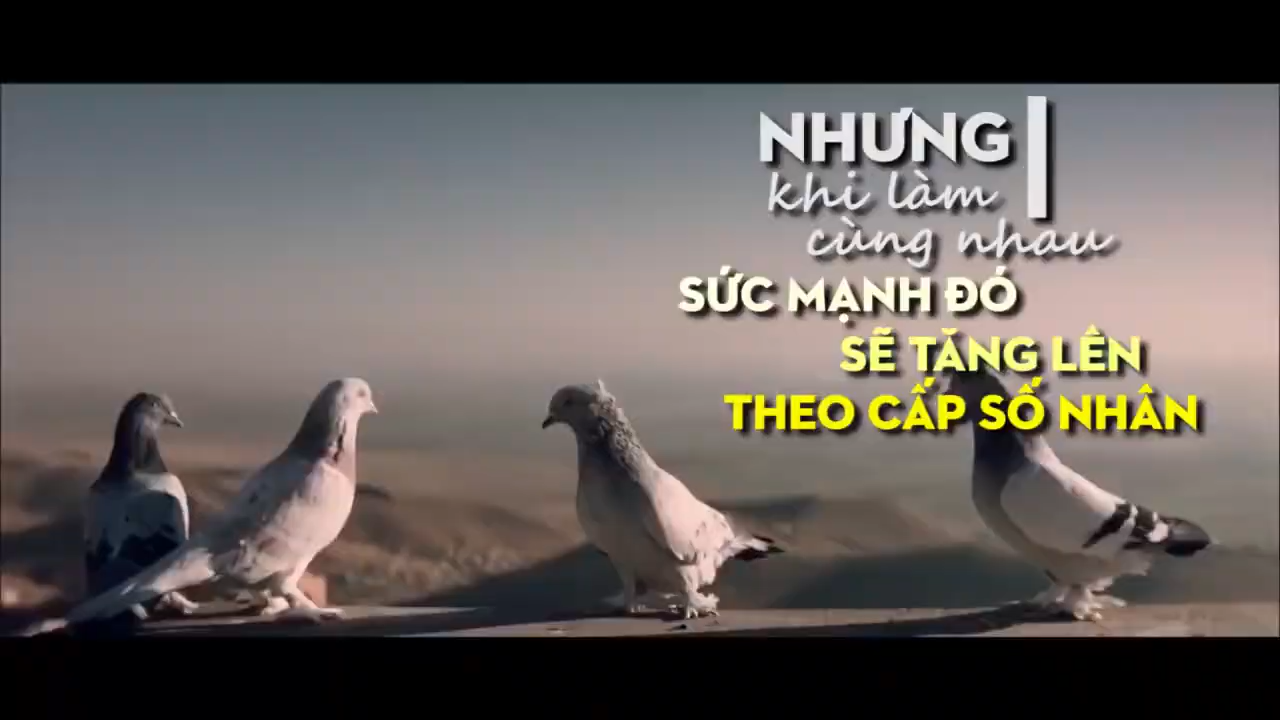 NHƯNG
khi làm
cùng nhau
SỨC MẠNH ĐÓ
SẼ TĂNG LÊN
THEO CẤP SỐ NHÂN